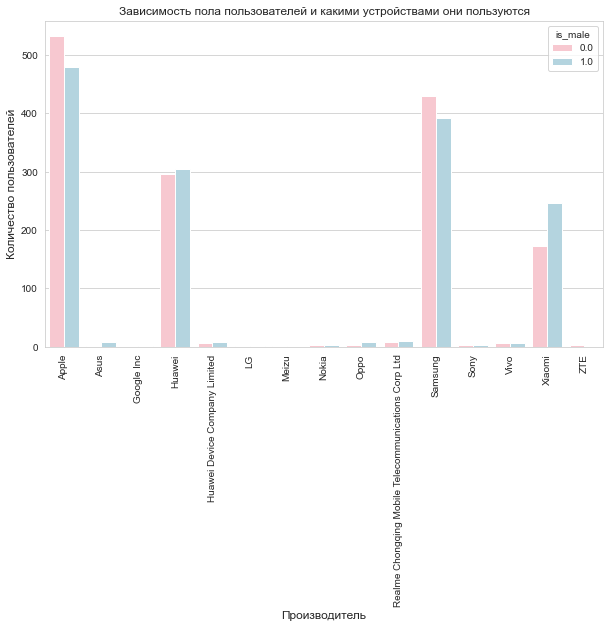 Зависимость пола пользователей и какими устройствами они пользуются
is_male
0.0
1.0
Количество пользователей
500
400
300
200
100
0
Apple
Asus
Google Inc
Huawei
Huawei Device Company Limited
LG
Meizu
Nokia
Oppo
Realme Chongqing Mobile Telecommunications Corp Ltd
Samsung
Sony
Vivo
Xiaomi
ZTE
Производитель